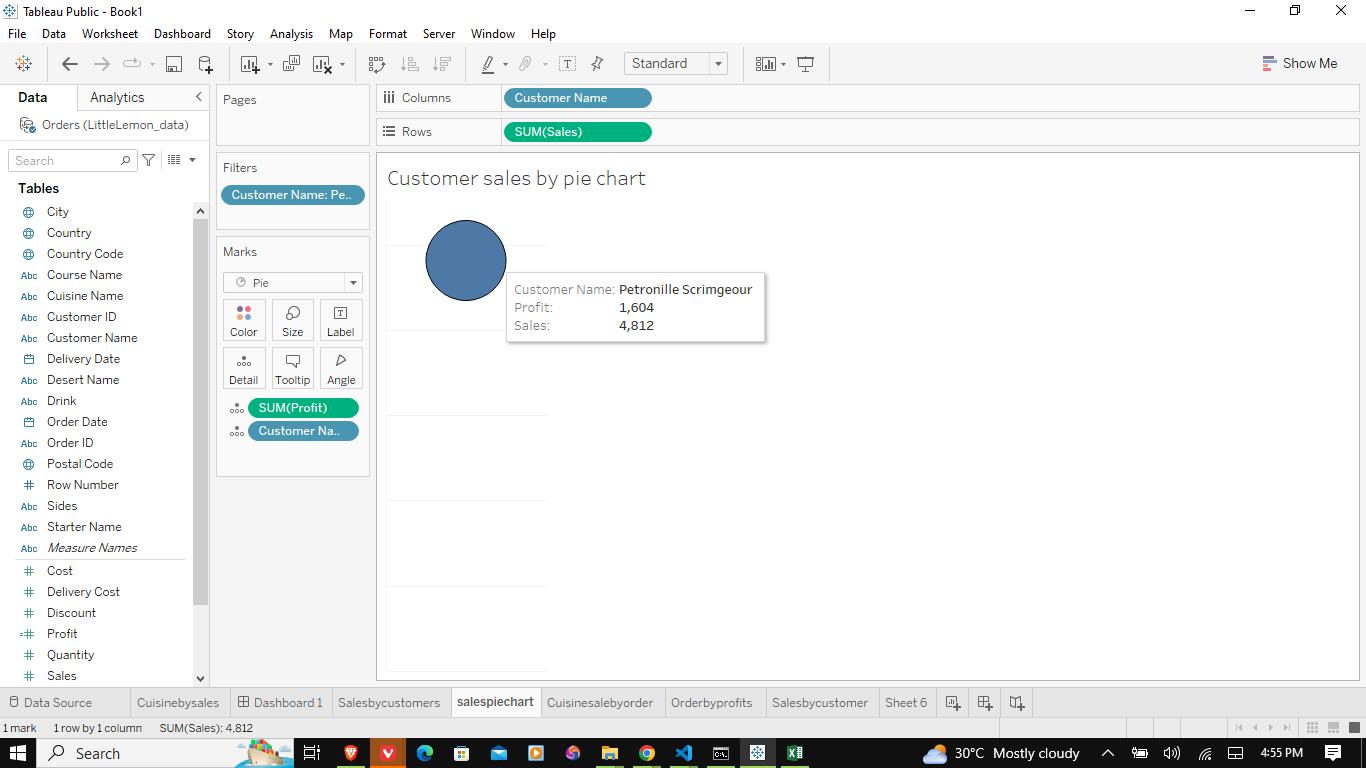 Tableau Public - Book1
File Data Worksheet Dashboard Story Analysis Map Format Server Window Help
Standard
Show Me
Data Analytics
Orders (LittleLemon_data)
Search
Tables
City
Country
Country Code
Abc Course Name
Abc Cuisine Name
Abc Customer ID
Abc Customer Name
Delivery Date
Abc Desert Name
Abc Drink
Order Date
Abc Order ID
Postal Code
Row Number
Abc Sides
Abc Starter Name
Abc Measure Names
Cost
Delivery Cost
Discount
Profit
Quantity
Sales
Pages
Filters
Customer Name: Pe..
Marks
Pie
Color Size Label
Detail Tooltip Angle
SUM(Profit)
Customer Na..
Columns Customer Name
Rows SUM(Sales)
Customer sales by pie chart
Customer Name: Petronille Scrimgeour
Profit: 1,604
Sales: 4,812
Data Source Cuisinebysales Dashboard 1 Salesbycustomers salespiechart Cuisinesalebyorder Orderbyprofits Salesbycustomer Sheet 6
1 mark 1 row by 1 column SUM(Sales): 4,812
Search
30°C Mostly cloudy
4:55 PM